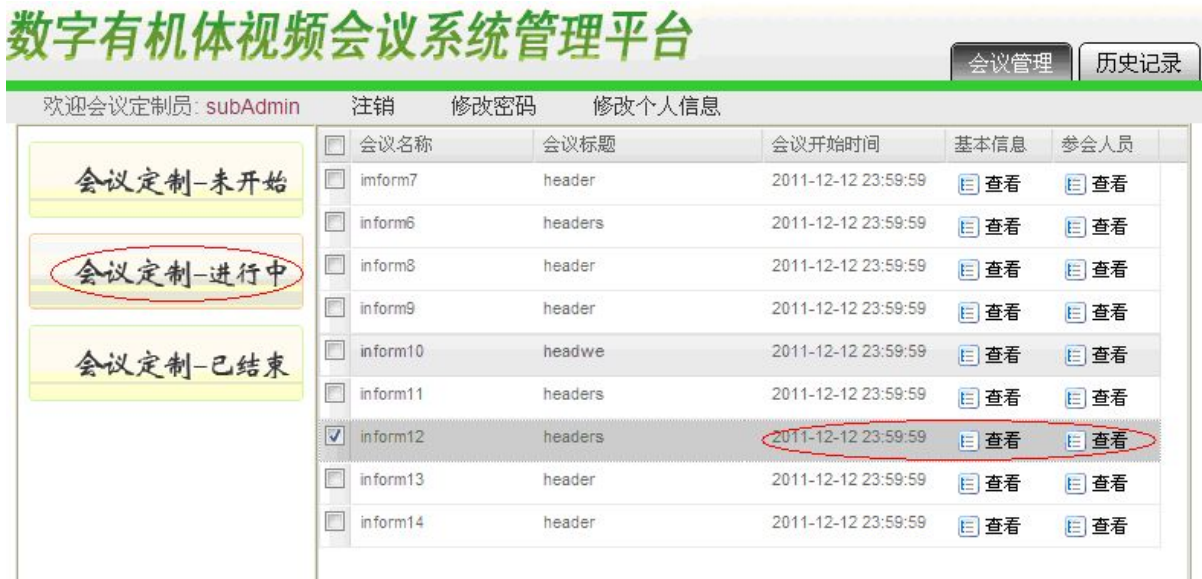 数字有机体视频会议系统管理平台
会议管理 历史记录
欢迎会议定制员: subAdmin 注销 修改密码 修改个人信息
会议定制-未开始
会议定制-进行中
会议定制-已结束
会议名称 会议标题 会议开始时间 基本信息 参会人员
imform7 header 2011-12-12 23:59:59 查看 查看
inform6 headers 2011-12-12 23:59:59 查看 查看
inform8 header 2011-12-12 23:59:59 查看 查看
inform9 header 2011-12-12 23:59:59 查看 查看
inform10 headwe 2011-12-12 23:59:59 查看 查看
inform11 headers 2011-12-12 23:59:59 查看 查看
inform12 headers 2011-12-12 23:59:59 查看 查看
inform13 header 2011-12-12 23:59:59 查看 查看
inform14 header 2011-12-12 23:59:59 查看 查看